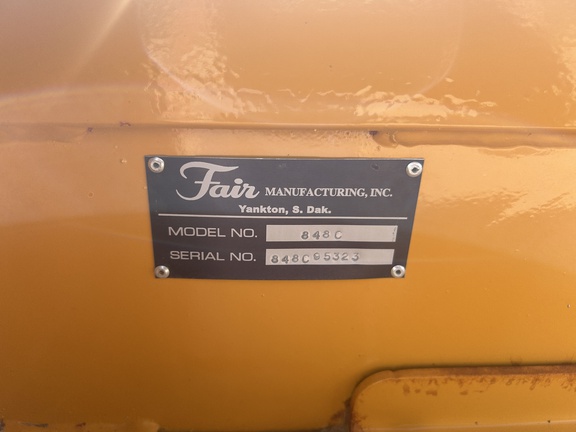 Fair MANUFACTURING, INC.
Yankton, S. Dak.
MODEL NO. 848C
SERIAL NO. 848C95323